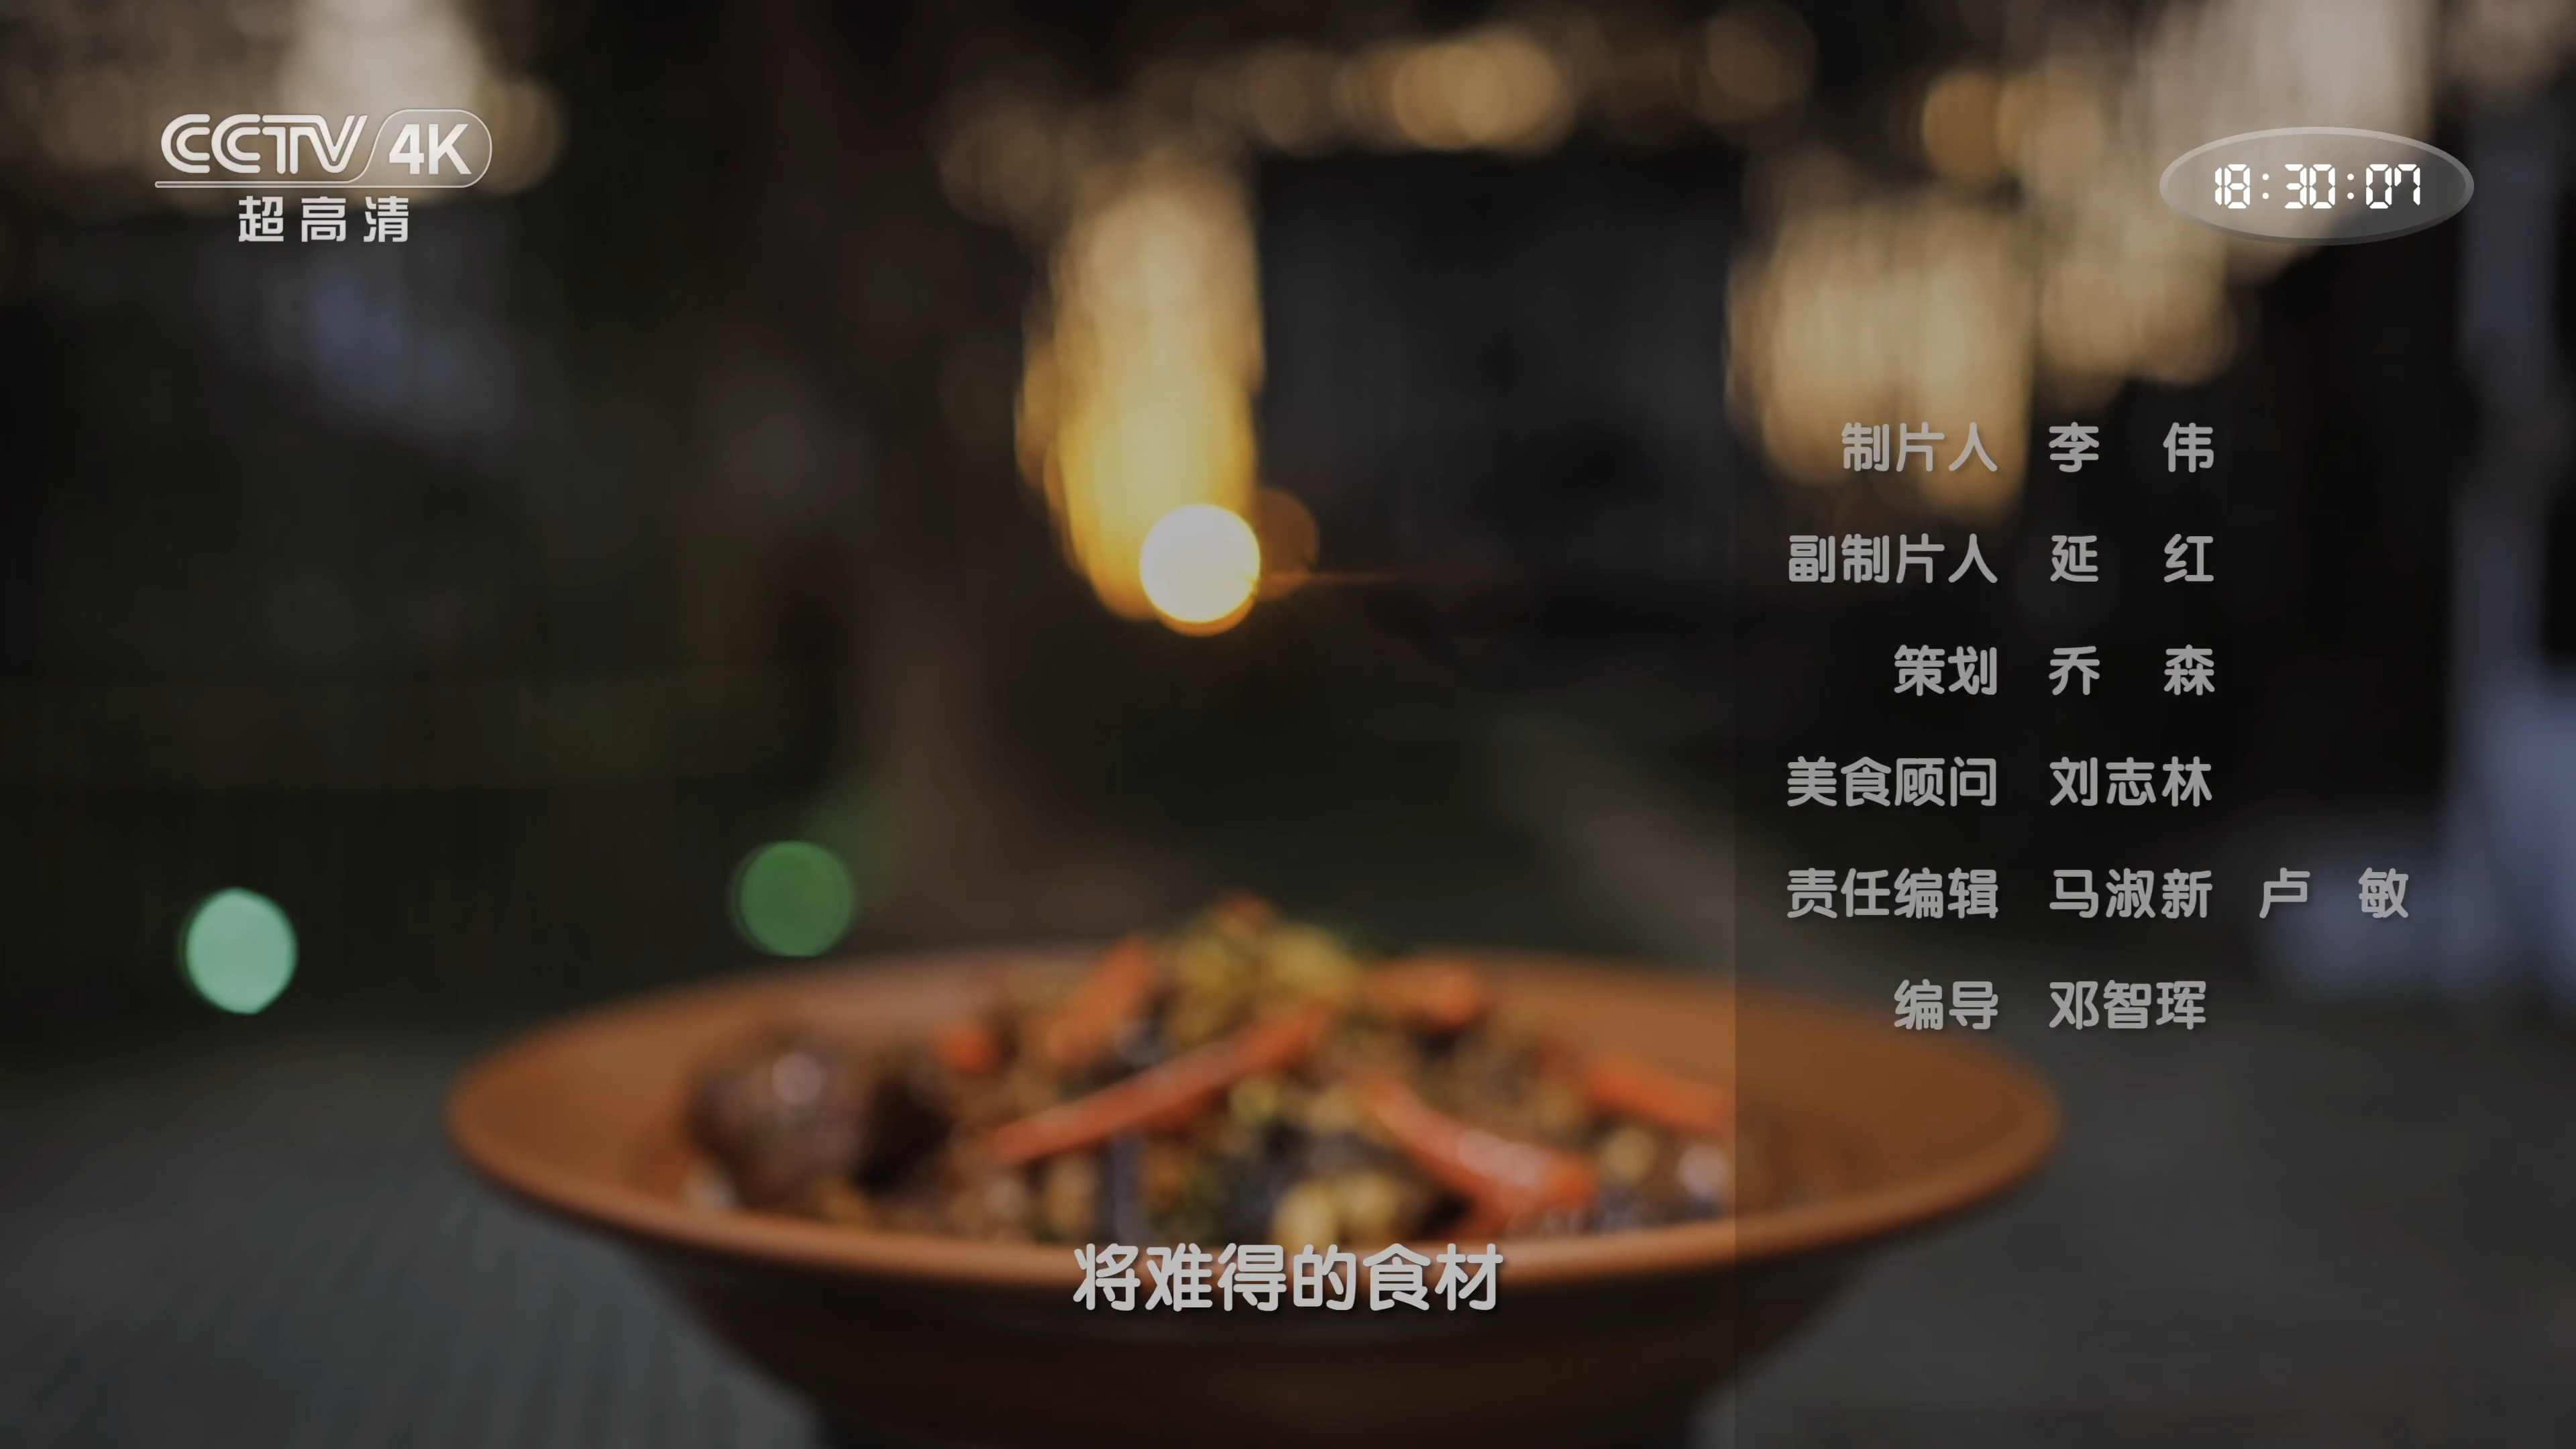 CCTV 4K
超高清
18:30:07
制片人 李 伟
副制片人 延 红
策划 乔 森
美食顾问 刘志林
责任编辑 马淑新 卢 敏
编导 邓智珲
将难得的食材